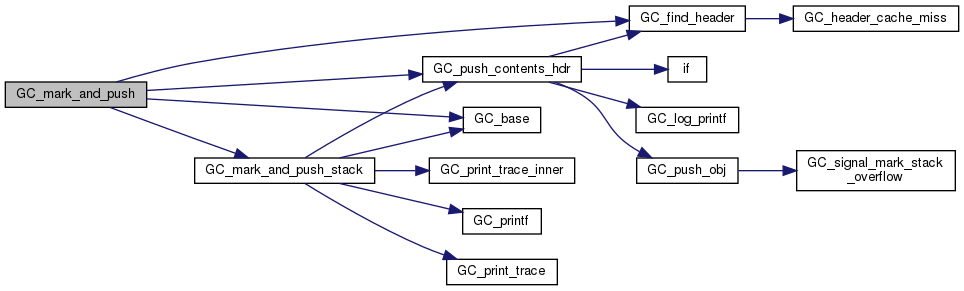 GC_find_header
GC_header_cache_miss
GC_push_contents_hdr
if
GC_mark_and_push
GC_base
GC_log_printf
GC_mark_and_push_stack
GC_print_trace_inner
GC_push_obj
GC_signal_mark_stack
_overflow
GC_printf
GC_print_trace